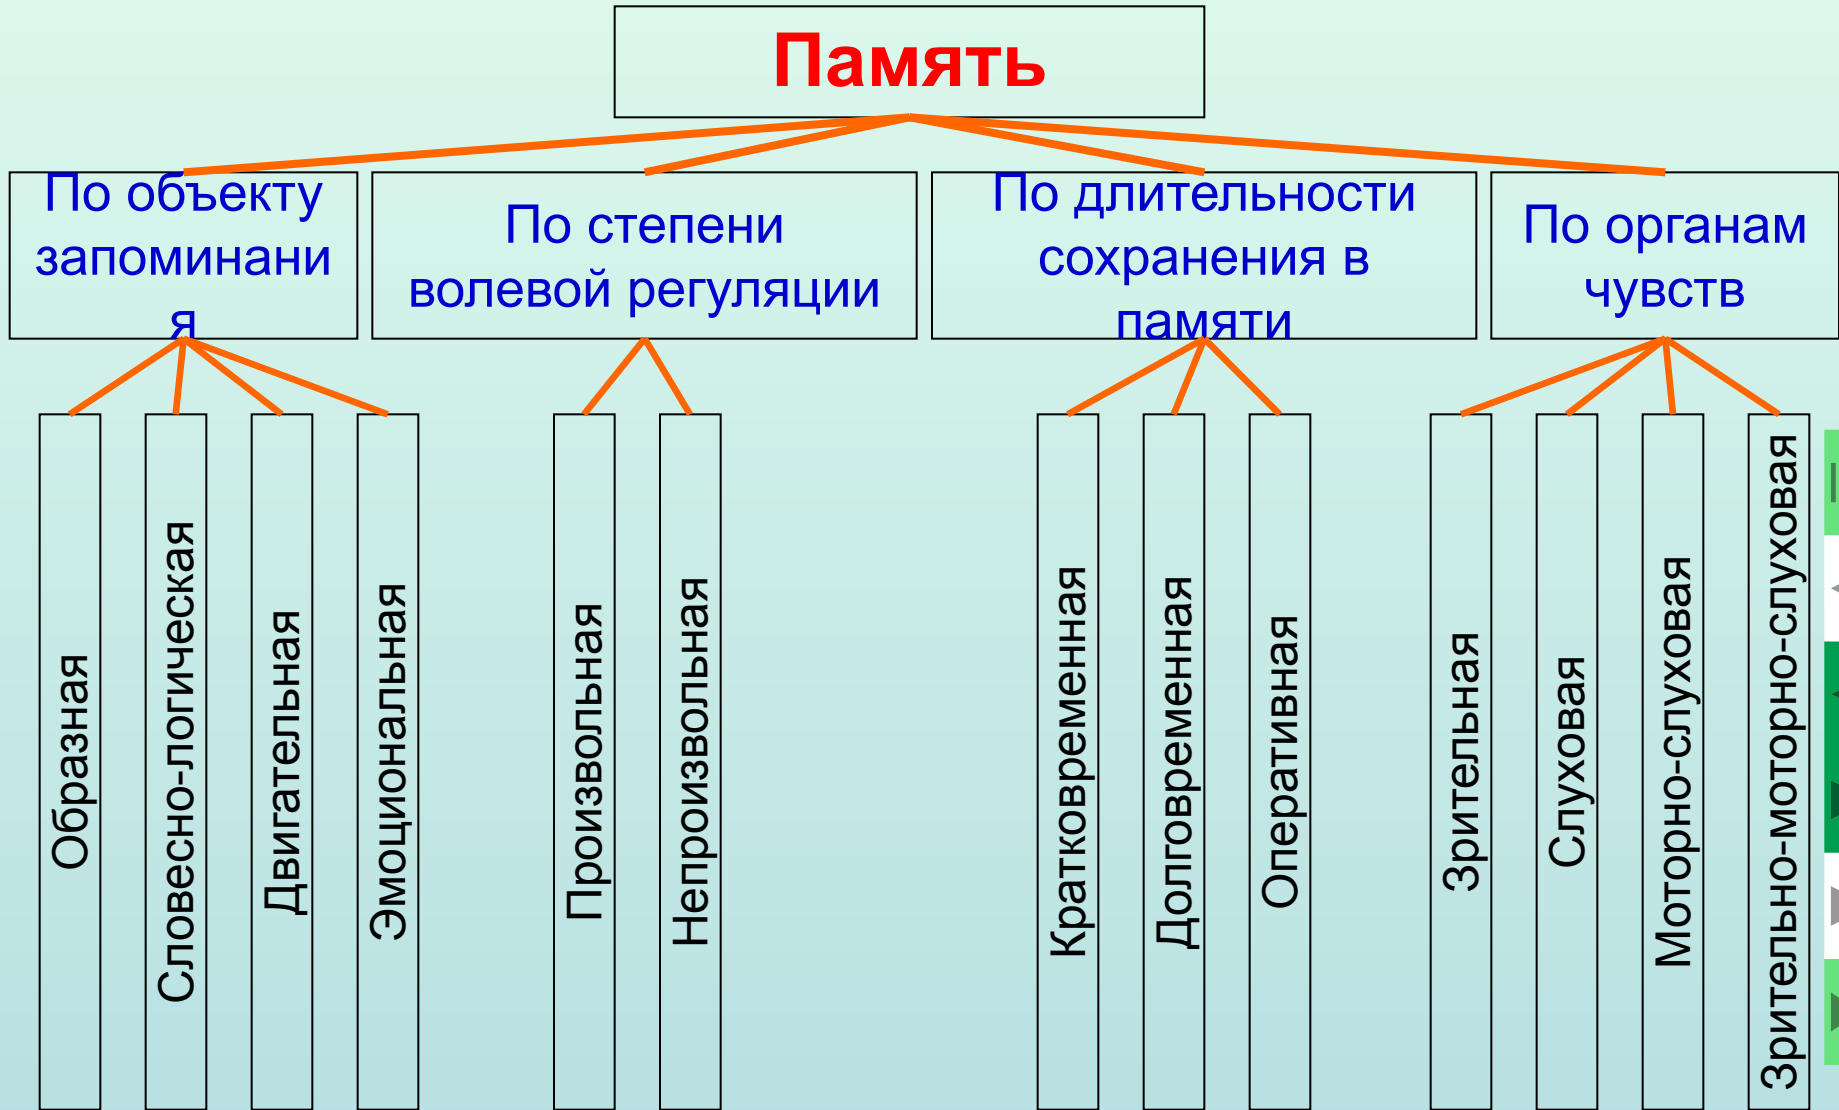 Память
По объекту
запоминани
я
По степени
волевой регуляции
По длительности
сохранения в
памяти
По органам
чувств
Образная
Словесно-логическая
Двигательная
Эмоциональная
Произвольная
Непроизвольная
Кратковременная
Долговременная
Оперативная
Зрительная
Слуховая
Моторно-слуховая
Зрительно-моторно-слуховая